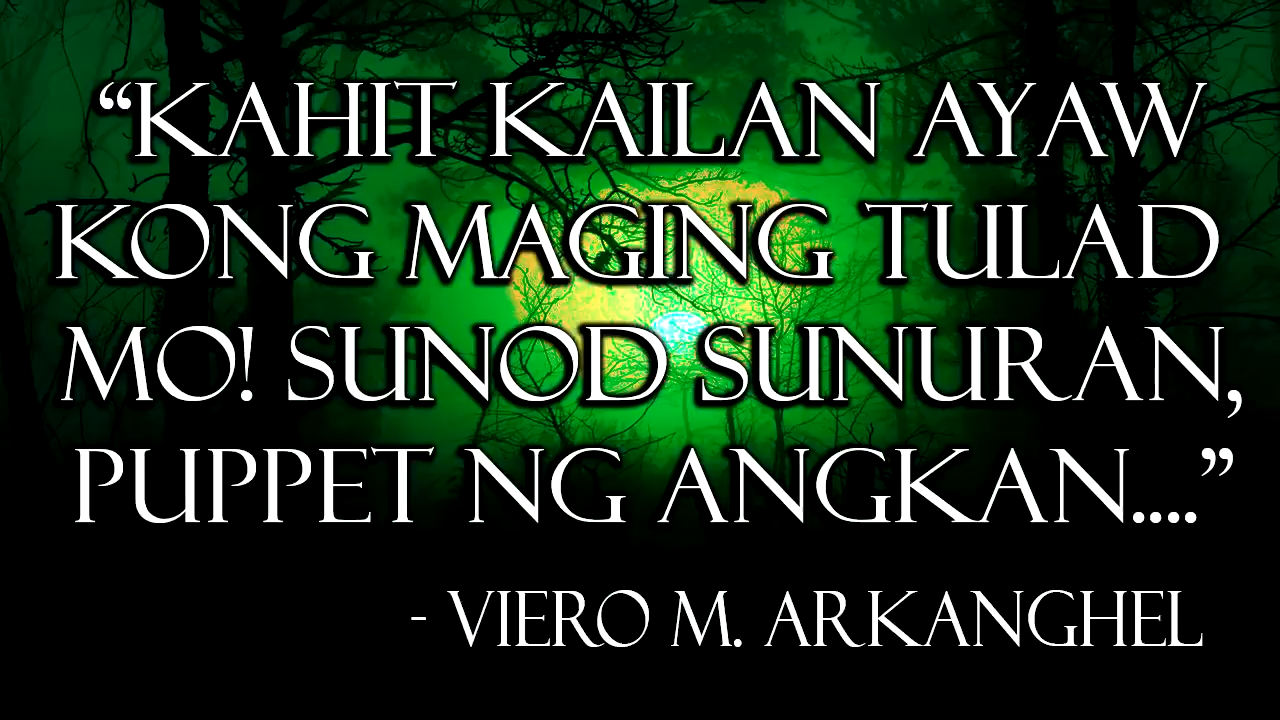 “KAHIT KAILAN AYAW
KONG MAGING TULAD
MO! SUNOD SUNURAN,
PUPPET NG ANGKAN....”
- VIERO M. ARKANGHEL